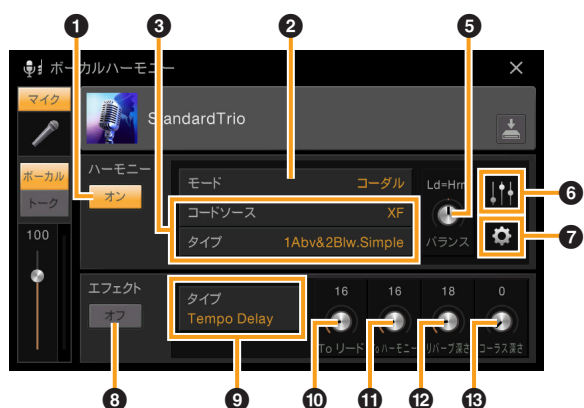 1 3 2 5
ボーカルハーモニー
マイク
StandardTrio
ハーモニー
オン
ボーカル
トーク
モード コーダル
コードソース XF
タイプ 1Abv&2Blw.Simple
Ld=Hrm
バランス
6
7
100
エフェクト
オフ
タイプ
Tempo Delay
16 16 18 0
To リード Toハーモニー リバーブ深さ コーラス深さ
8 9 10 11 12 13